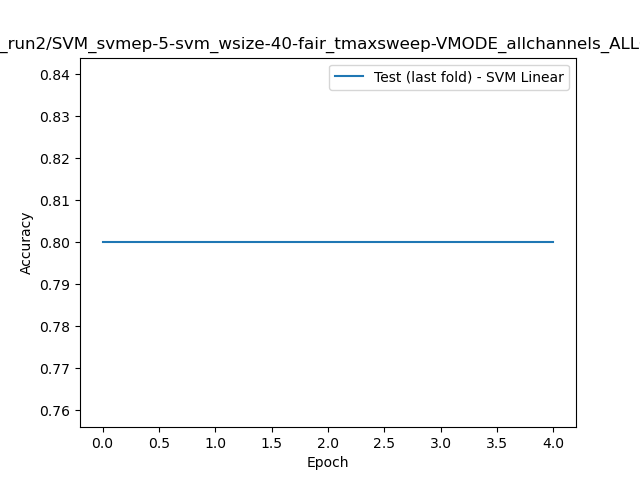 _run2/SVM_svmep-5-svm_wsize-40-fair_tmaxsweep-VMODE_allchannels_ALL
Test (last fold) - SVM Linear
0.84
0.83
0.82
0.81
0.80
0.79
0.78
0.77
0.76
Accuracy
0.0 0.5 1.0 1.5 2.0 2.5 3.0 3.5 4.0
Epoch